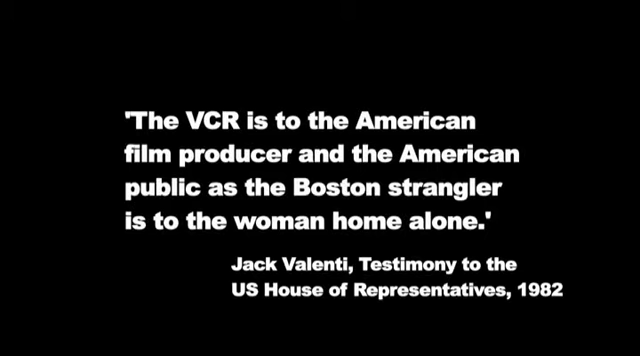 'The VCR is to the American
film producer and the American
public as the Boston strangler
is to the woman home alone.'
Jack Valenti, Testimony to the
US House of Representatives, 1982